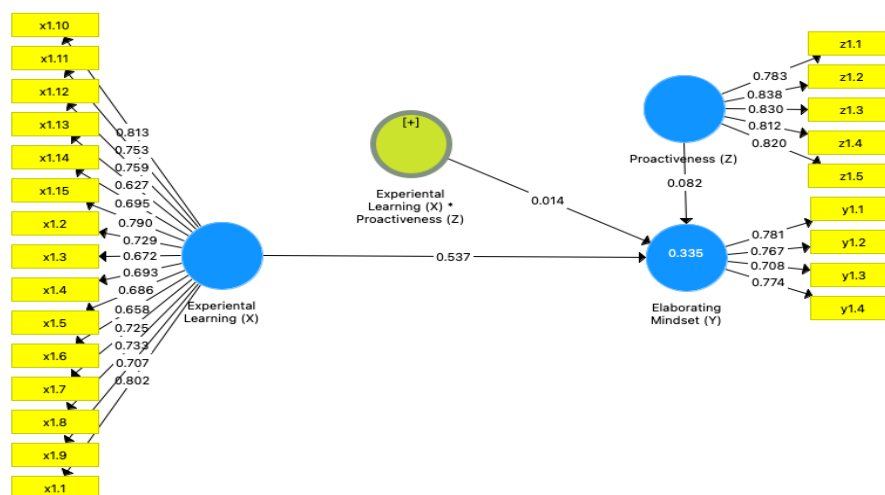 x1.10
x1.11
x1.12
x1.13
x1.14
x1.15
x1.2
x1.3
x1.4
x1.5
x1.6
x1.7
x1.8
x1.9
x1.1
0.813
0.753
0.759
0.627
0.695
0.790
0.729
0.672
0.693
0.686
0.658
0.725
0.733
0.707
0.802
Experiental
Learning (X)
[+]
Experiental
Learning (X) *
Proactiveness (Z)
0.014
0.537
Proactiveness (Z)
0.082
0.783
0.838
0.830
0.812
0.820
z1.1
z1.2
z1.3
z1.4
z1.5
0.335
Elaborating
Mindset (Y)
0.781
0.767
0.708
0.774
y1.1
y1.2
y1.3
y1.4